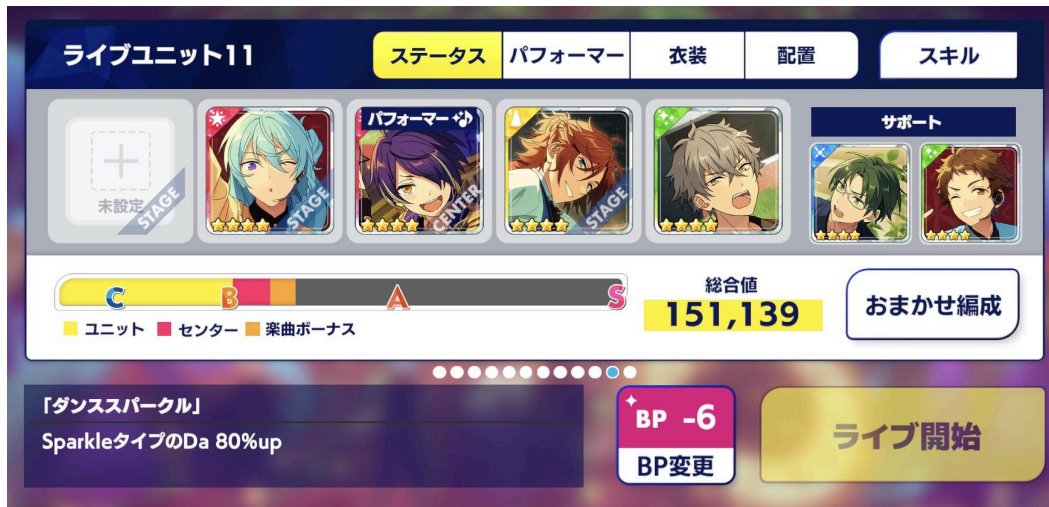 ライブユニット11
ステータス
パフォーマー
衣装
配置
スキル
未設定
STAGE
STAGE
パフォーマー
CENTER
STAGE
サポート
C
B
A
S
ユニット
センター
楽曲ボーナス
総合値
151,139
おまかせ編成
「ダンススパークル」
SparkleタイプのDa 80%up
BP -6
BP変更
ライブ開始